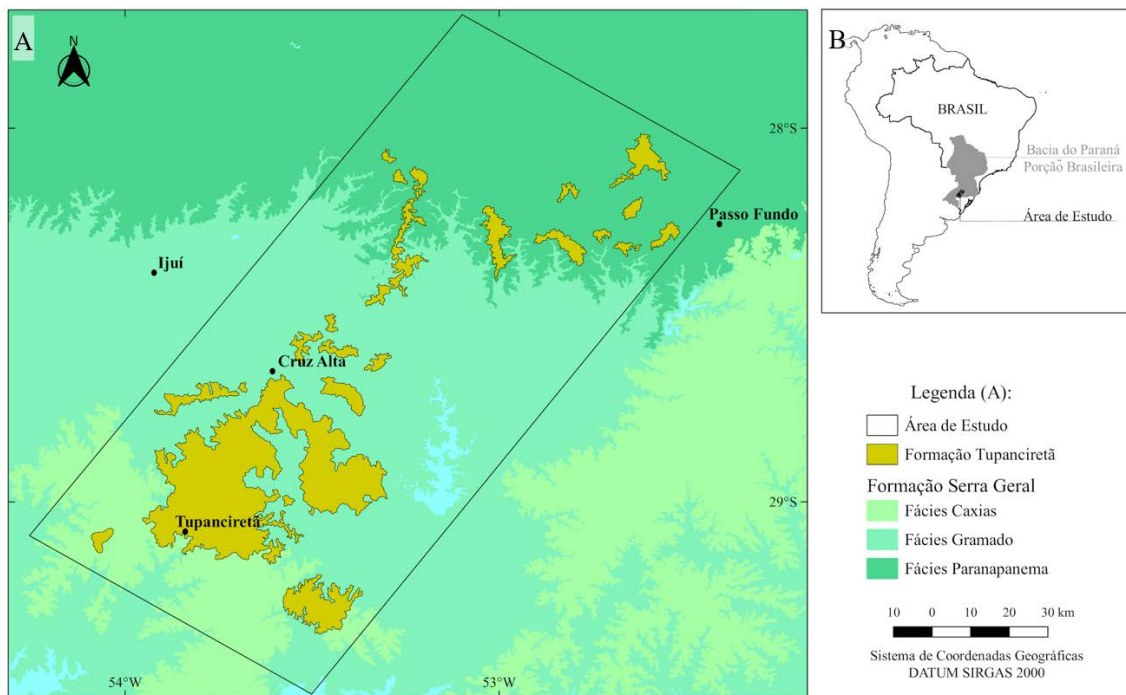 A
N
28°S
Passo Fundo
Ijuí
Cruz Alta
29°S
Tupanciretã
54°W
53°W
B
BRASIL
Bacia do Paraná
Porção Brasileira
Área de Estudo
Legenda (A):
Área de Estudo
Formação Tupanciretã
Formação Serra Geral
Fácies Caxias
Fácies Gramado
Fácies Paranapanema
10 0 10 20 30 km
Sistema de Coordenadas Geográficas
DATUM SIRGAS 2000